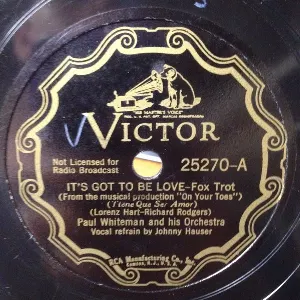 "HIS MASTER'S VOICE"
VICTOR
Not Licensed for
Radio Broadcast
25270-A
IT'S GOT TO BE LOVE-Fox Trot
(From the musical production "On Your Toes")
(Tiene Que Ser Amor)
(Lorenz Hart-Richard Rodgers)
Paul Whiteman and his Orchestra
Vocal refrain by Johnny Hauser
RCA Manufacturing Co., Inc.
Camden, N.J., U.S.A.